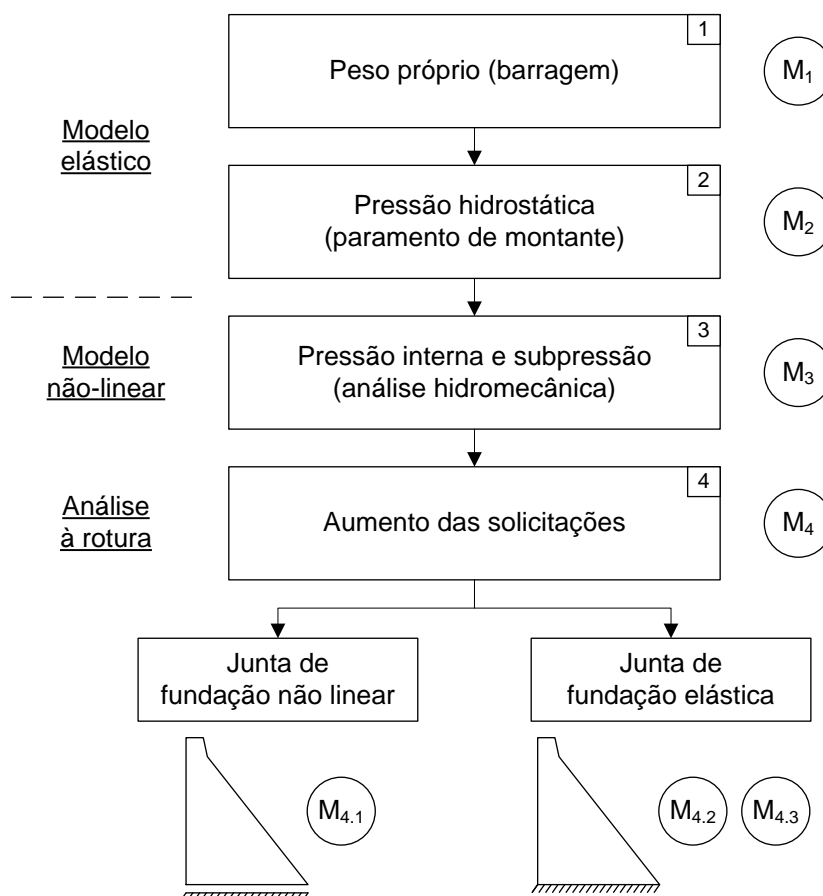 1
Peso próprio (barragem)
M1
Modelo
elástico
2
Pressão hidrostática
(paramento de montante)
M2
3
Modelo
não-linear
Pressão interna e subpressão
(análise hidromecânica)
M3
4
Análise
à rotura
Aumento das solicitações
M4
Junta de
fundação não linear
Junta de
fundação elástica
M4.1
M4.2
M4.3